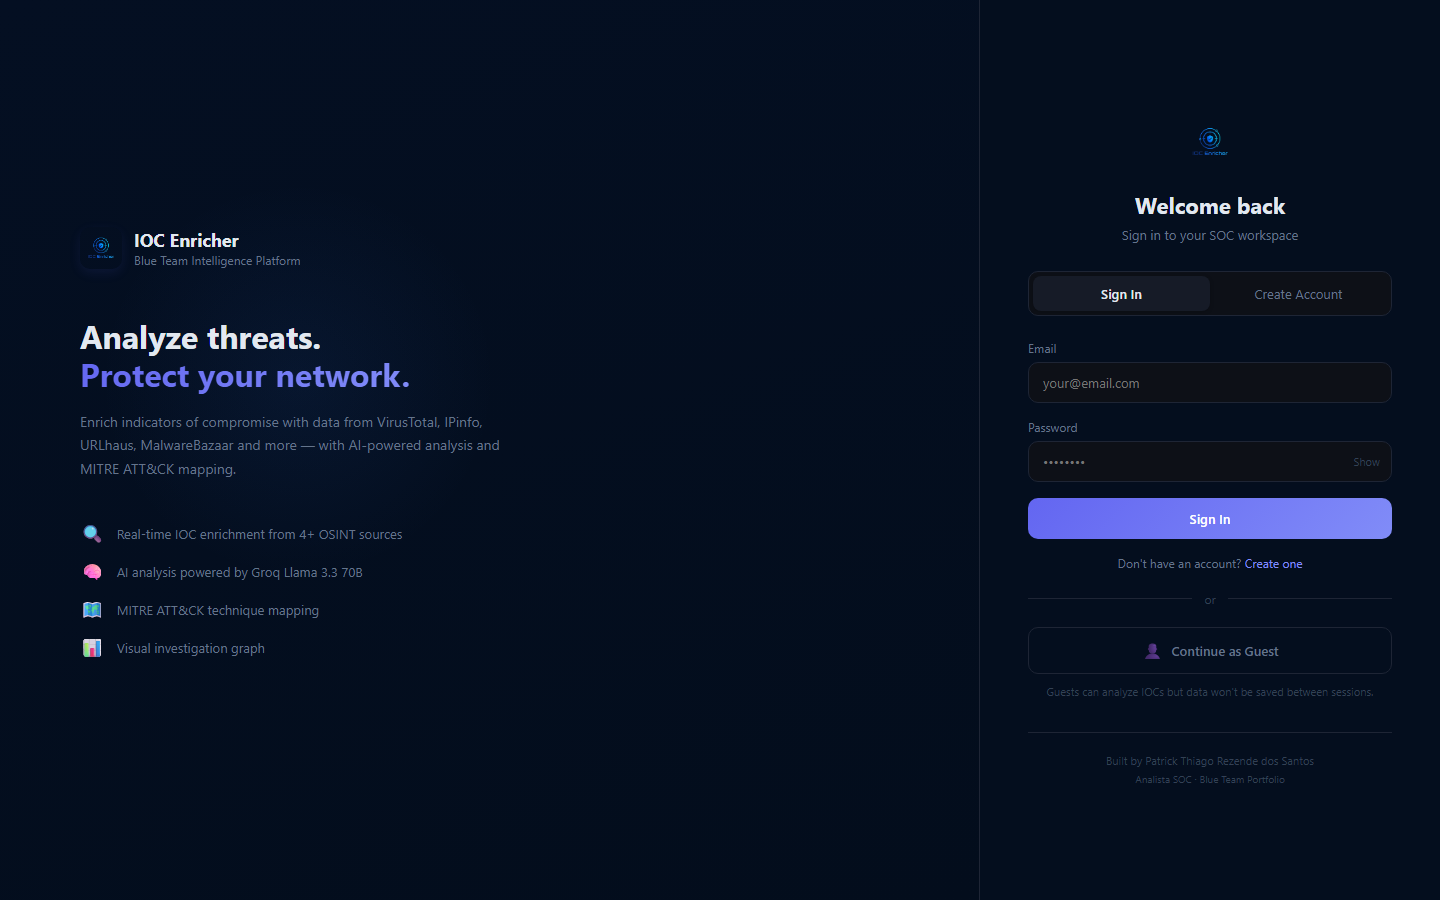 IOC Enricher
Blue Team Intelligence Platform
Analyze threats.
Protect your network.
Enrich indicators of compromise with data from VirusTotal, IPinfo,
URLhaus, MalwareBazaar and more — with AI-powered analysis and
MITRE ATT&CK mapping.
Real-time IOC enrichment from 4+ OSINT sources
AI analysis powered by Groq Llama 3.3 70B
MITRE ATT&CK technique mapping
Visual investigation graph
IOC Enricher
Welcome back
Sign in to your SOC workspace
Sign In
Create Account
Email
your@email.com
Password
••••••••
Show
Sign In
Don't have an account? Create one
or
Continue as Guest
Guests can analyze IOCs but data won't be saved between sessions.
Built by Patrick Thiago Rezende dos Santos
Analista SOC · Blue Team Portfolio